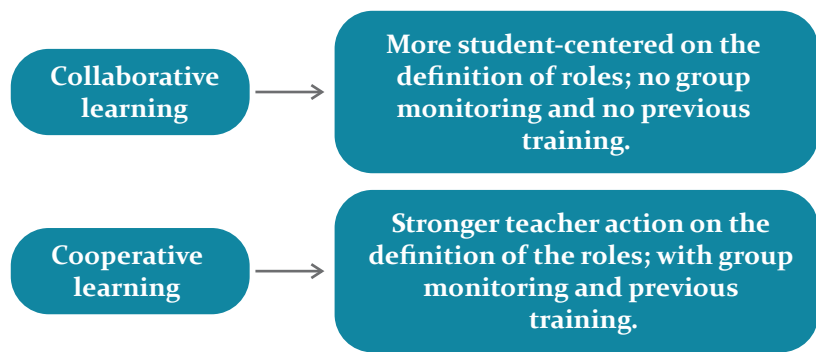 Collaborative
learning
More student-centered on the
definition of roles; no group
monitoring and no previous
training.
Cooperative
learning
Stronger teacher action on the
definition of the roles; with group
monitoring and previous
training.